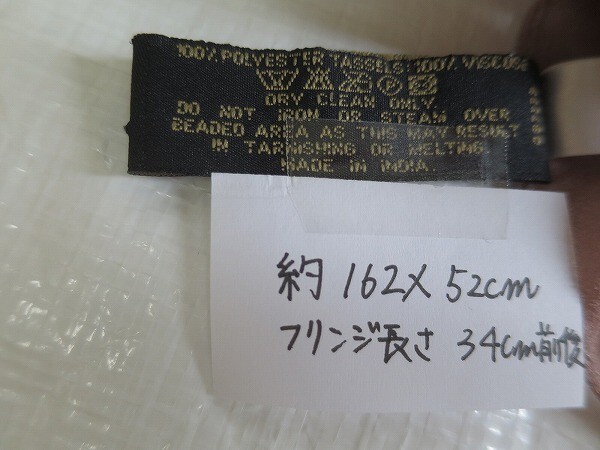 100% POLYESTER TASSELS: 100% VISCOSE
DRY CLEAN ONLY
DO NOT IRON OR STEAM OVER
BEADED AREA AS THIS MAY RESULT
IN TARNISHING OR MELTING
MADE IN INDIA.
約 162X 52cm
フリンジ長さ 34cm前後